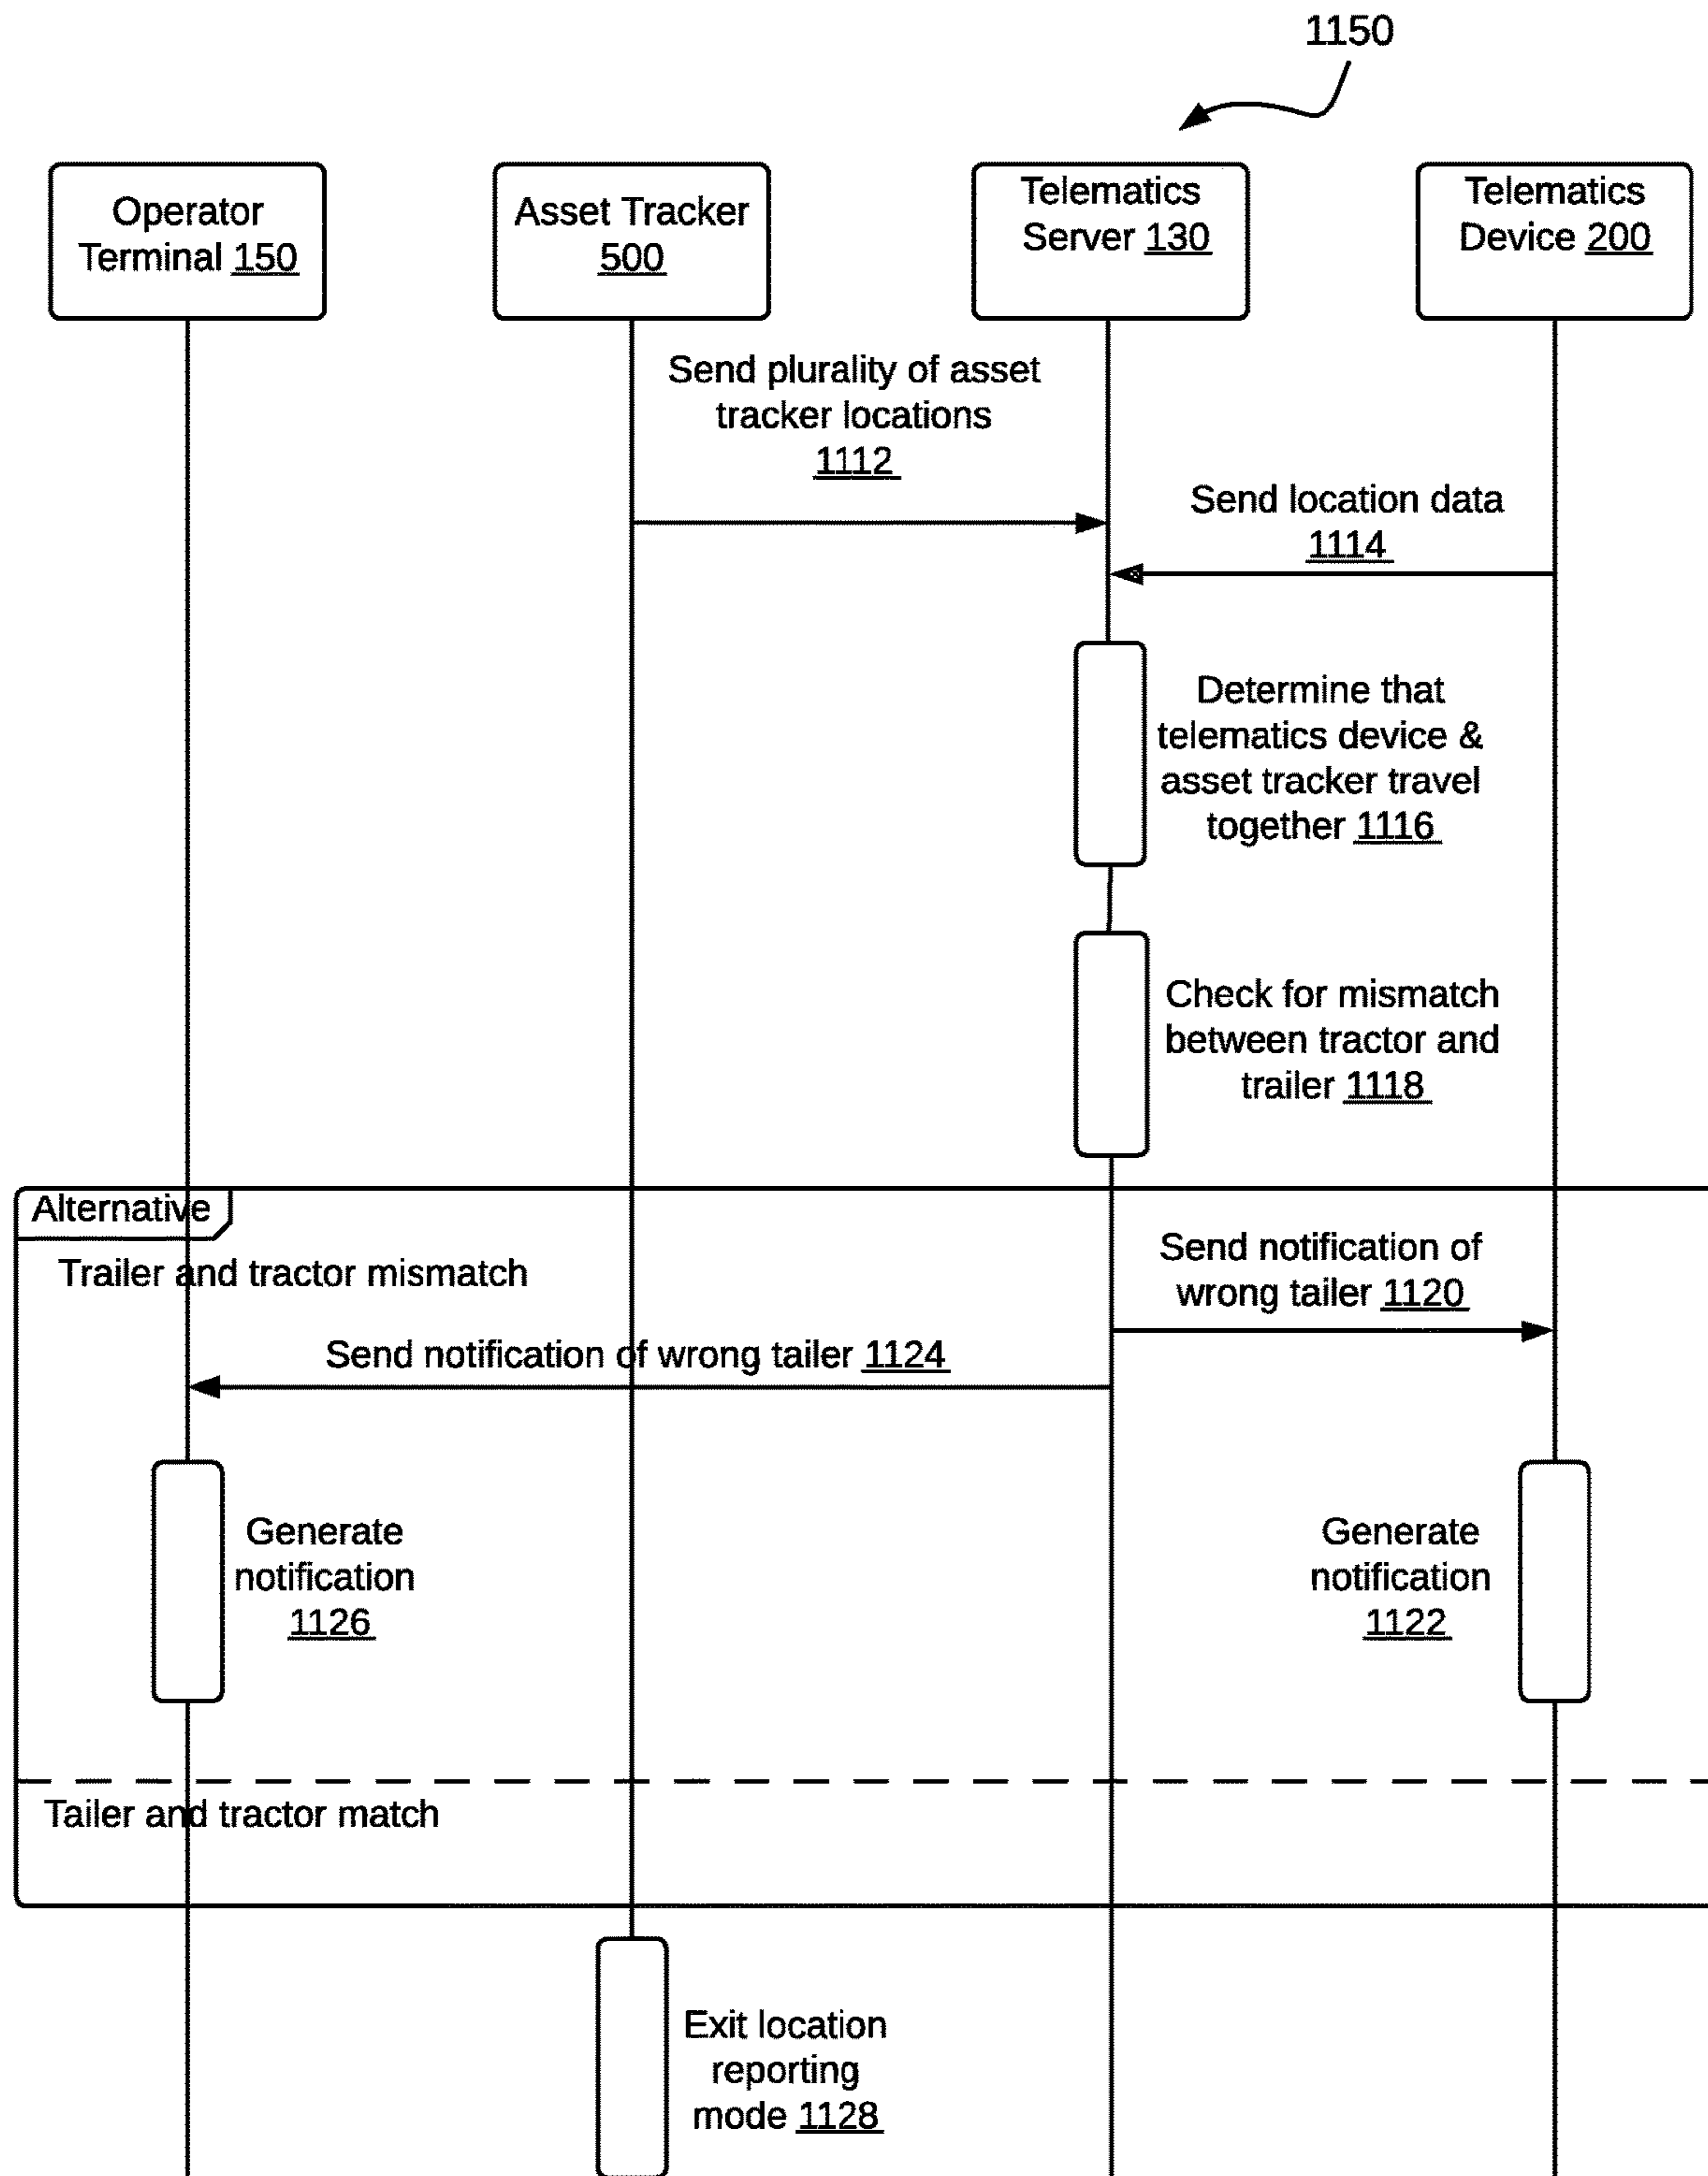 1150
Operator
Terminal 150
Asset Tracker
500
Telematics
Server 130
Telematics
Device 200
Send plurality of asset
tracker locations
1112
Send location data
1114
Determine that
telematics device &
asset tracker travel
together 1116
Check for mismatch
between tractor and
trailer 1118
Alternative
Trailer and tractor mismatch
Send notification of
wrong tailer 1120
Send notification of wrong tailer 1124
Generate
notification
1126
Generate
notification
1122
Tailer and tractor match
Exit location
reporting
mode 1128